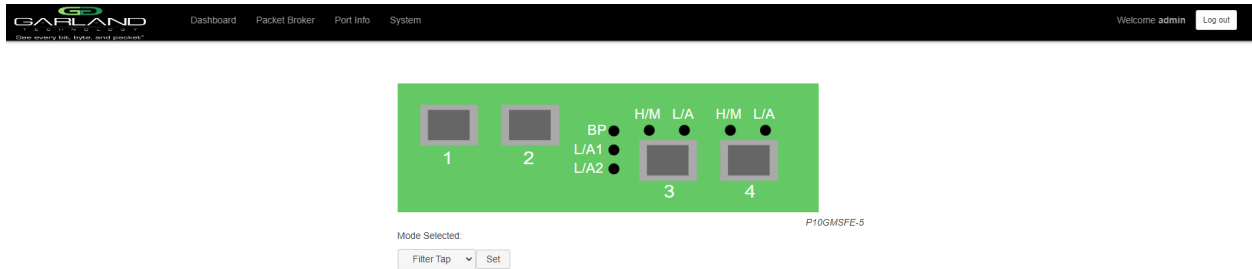 GARLAND
TECHNOLOGY
See every bit, byte, and packet®
Dashboard Packet Broker Port Info System
Welcome admin Log out
H/M L/A H/M L/A
BP
1 2 L/A1
L/A2
3 4
P10GMSFE-5
Mode Selected:
Filter Tap Set